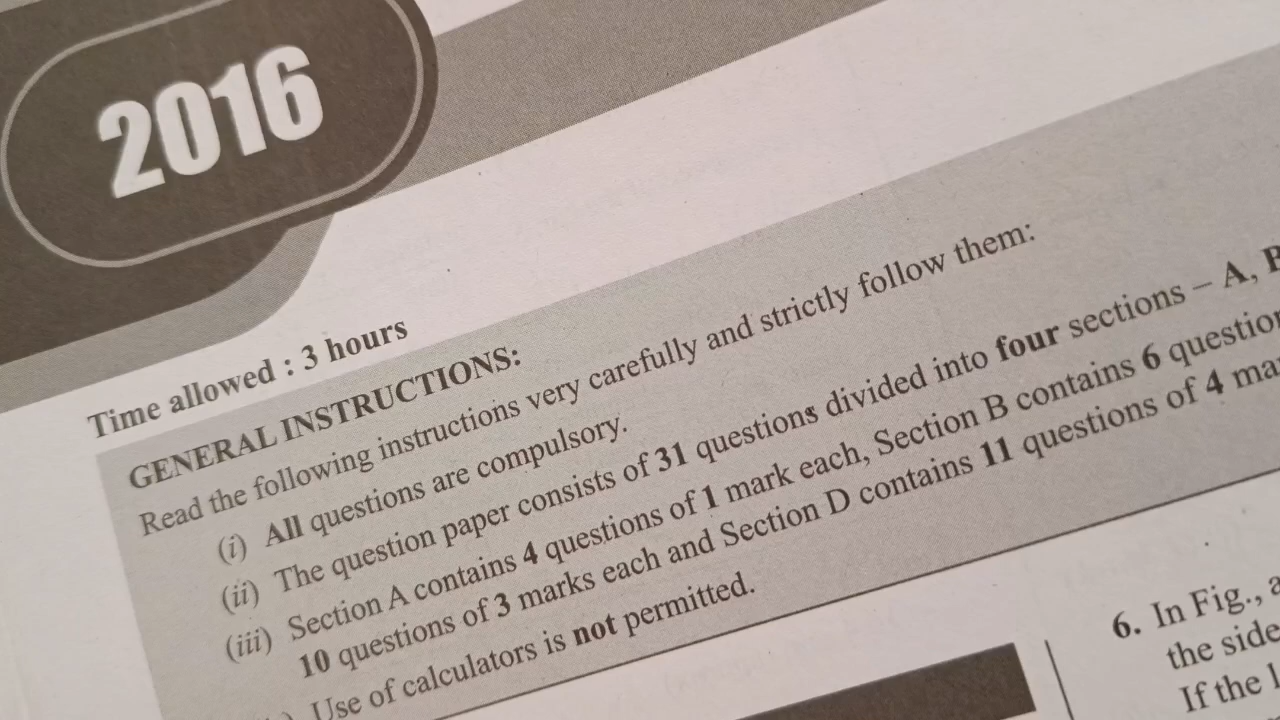 2016
Time allowed : 3 hours
GENERAL INSTRUCTIONS:
Read the following instructions very carefully and strictly follow them:
(i) All questions are compulsory.
(ii) The question paper consists of 31 questions divided into four sections – A, B
(iii) Section A contains 4 questions of 1 mark each, Section B contains 6 question
10 questions of 3 marks each and Section D contains 11 questions of 4 ma
Use of calculators is not permitted.
6. In Fig., a
the side
If the l